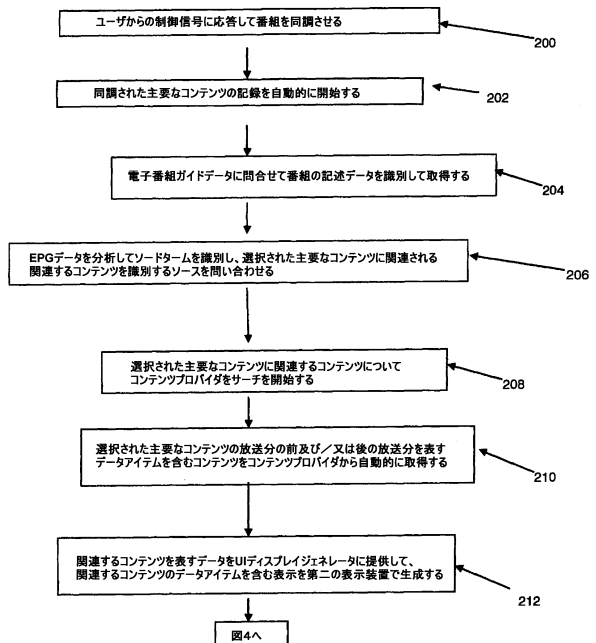 ユーザからの制御信号に応答して番組を同調させる
200
同調された主要なコンテンツの記録を自動的に開始する
202
電子番組ガイドデータに問合せて番組の記述データを識別して取得する
204
EPGデータを分析してソードタームを識別し、選択された主要なコンテンツに関連される
関連するコンテンツを識別するソースを問い合わせる
206
選択された主要なコンテンツに関連するコンテンツについて
コンテンツプロバイダをサーチを開始する
208
選択された主要なコンテンツの放送分の前及び／又は後の放送分を表す
データアイテムを含むコンテンツをコンテンツプロバイダから自動的に取得する
210
関連するコンテンツを表すデータをUIディスプレイジェネレータに提供して、
関連するコンテンツのデータアイテムを含む表示を第二の表示装置で生成する
212
図4へ